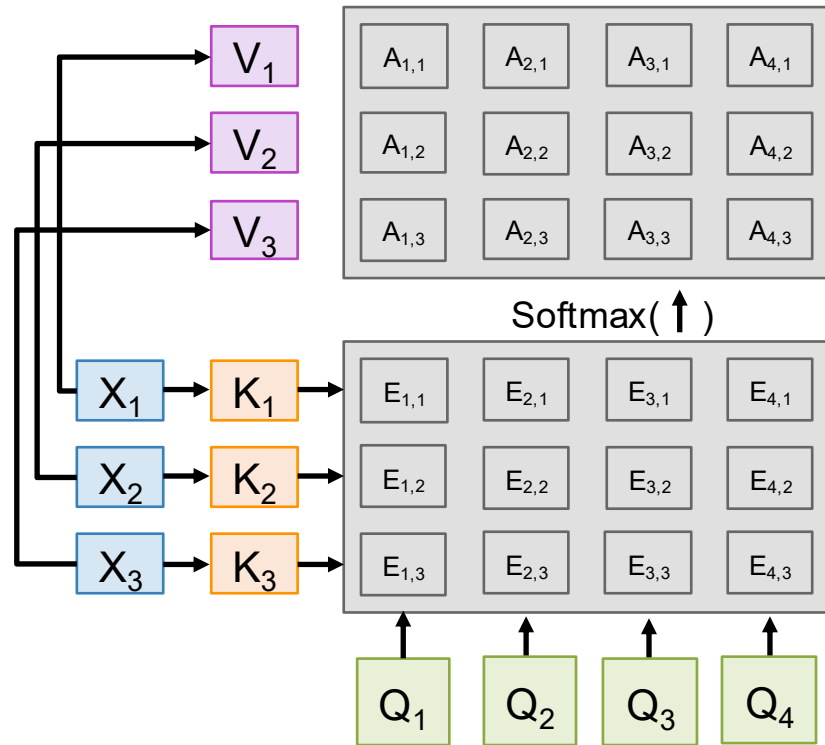 V₁ A₁,₁ A₂,₁ A₃,₁ A₄,₁
V₂ A₁,₂ A₂,₂ A₃,₂ A₄,₂
V₃ A₁,₃ A₂,₃ A₃,₃ A₄,₃
Softmax( )
X₁ K₁ E₁,₁ E₂,₁ E₃,₁ E₄,₁
X₂ K₂ E₁,₂ E₂,₂ E₃,₂ E₄,₂
X₃ K₃ E₁,₃ E₂,₃ E₃,₃ E₄,₃
Q₁ Q₂ Q₃ Q₄